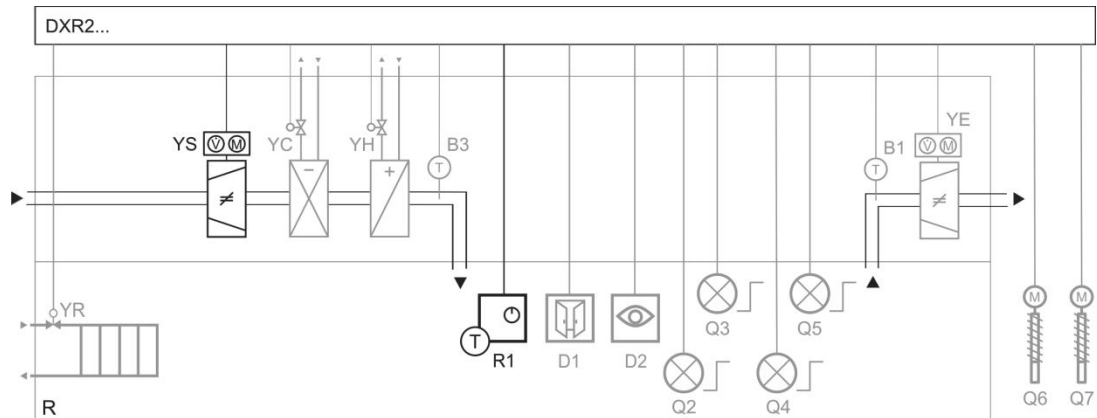 DXR2...
YS
V̇ M
YC
YH
B3
T
B1
T
YE
V̇ M
YR
T
R1
D1
D2
Q3
Q5
Q2
Q4
M
M
Q6
Q7
R